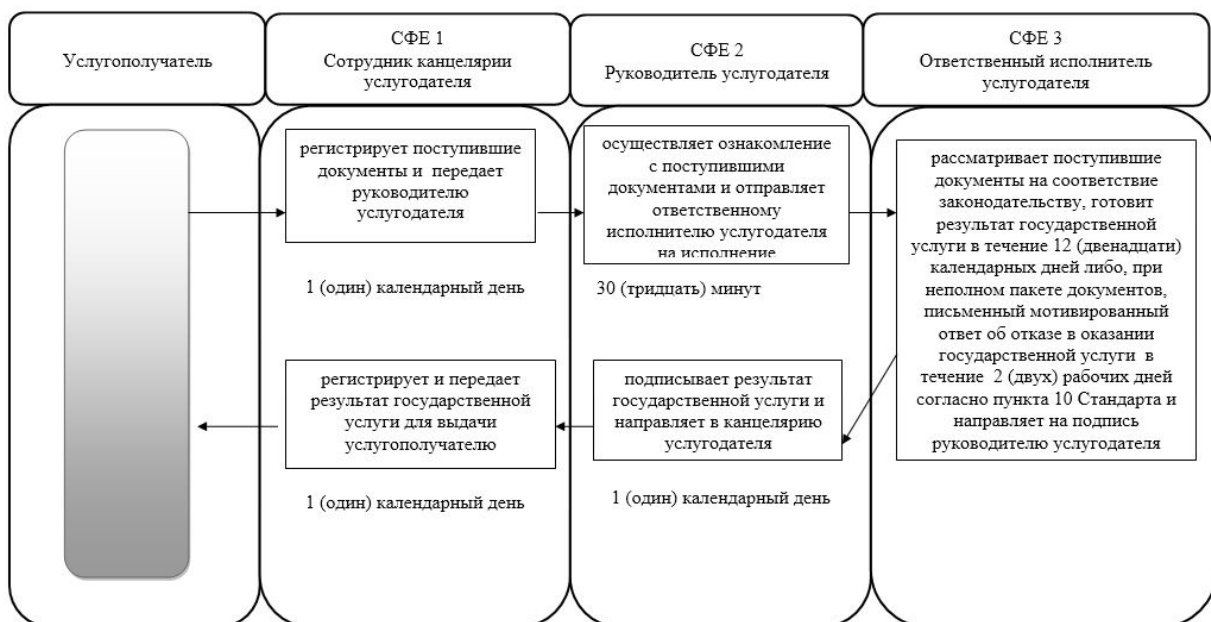 Услугополучатель
СФЕ 1
Сотрудник канцелярии
услугодателя
СФЕ 2
Руководитель услугодателя
СФЕ 3
Ответственный исполнитель
услугодателя
регистрирует поступившие
документы и передает
руководителю
услугодателя
1 (один) календарный день
осуществляет ознакомление
с поступившими
документами и отправляет
ответственному
исполнителю услугодателя
на исполнение
30 (тридцать) минут
рассматривает поступившие
документы на соответствие
законодательству, готовит
результат государственной
услуги в течение 12 (двенадцати)
календарных дней либо, при
неполном пакете документов,
письменный мотивированный
ответ об отказе в оказании
государственной услуги в
течение 2 (двух) рабочих дней
согласно пункта 10 Стандарта и
направляет на подпись
руководителю услугодателя
подписывает результат
государственной услуги и
направляет в канцелярию
услугодателя
1 (один) календарный день
регистрирует и передает
результат государственной
услуги для выдачи
услугополучателю
1 (один) календарный день